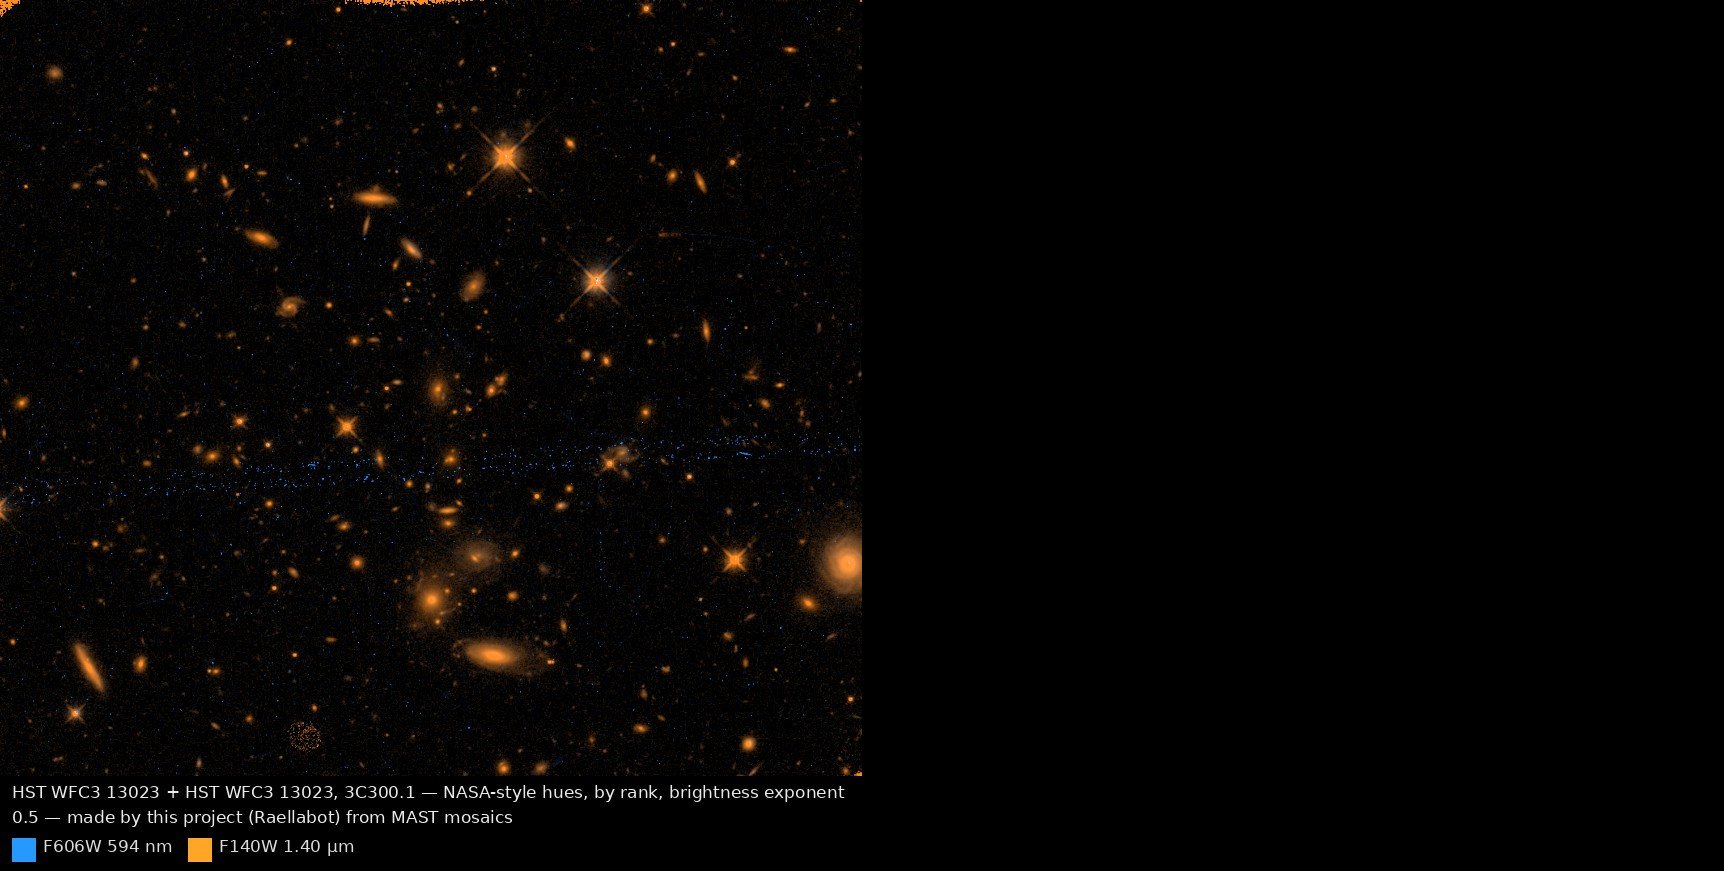 HST WFC3 13023 + HST WFC3 13023, 3C300.1 — NASA-style hues, by rank, brightness exponent
0.5 — made by this project (Raellabot) from MAST mosaics
F606W 594 nm F140W 1.40 µm